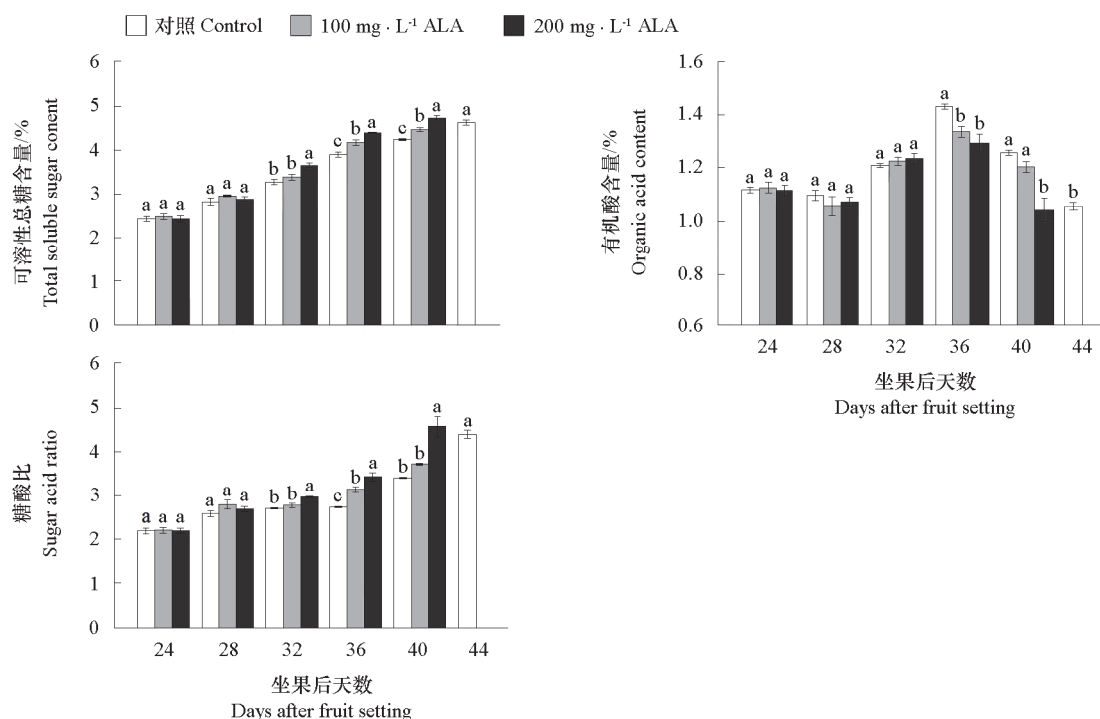 对照 Control 100 mg · L⁻¹ ALA 200 mg · L⁻¹ ALA
可溶性总糖含量/%
Total soluble sugar conent
6
5
4
3
2
1
0
a a a
a a a
b b a
c b a
c b a
a
有机酸含量/%
Organic acid content
1.6
1.4
1.2
1.0
0.8
0.6
a a a
a a a
a a a
a b b
a a b
b
24 28 32 36 40 44
坐果后天数
Days after fruit setting
糖酸比
Sugar acid ratio
6
5
4
3
2
1
0
a a a
a a a
b b a
c b a
b b a
a
24 28 32 36 40 44
坐果后天数
Days after fruit setting